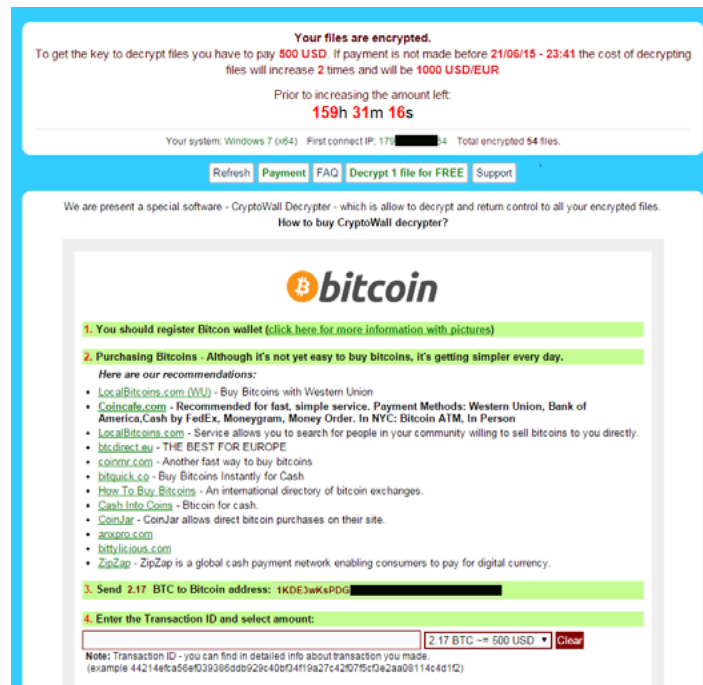 Your files are encrypted.
To get the key to decrypt files you have to pay 500 USD. If payment is not made before 21/06/15 - 23:41 the cost of decrypting
files will increase 2 times and will be 1000 USD/EUR
Prior to increasing the amount left:
159h 31m 16s
Your system: Windows 7 (x64) First connect IP: 179 64 Total encrypted 54 files.
Refresh Payment FAQ Decrypt 1 file for FREE Support
We are present a special software - CryptoWall Decrypter - which is allow to decrypt and return control to all your encrypted files.
How to buy CryptoWall decrypter?
bitcoin
1. You should register Bitcon wallet (click here for more information with pictures)
2. Purchasing Bitcoins - Although it's not yet easy to buy bitcoins, it's getting simpler every day.
Here are our recommendations:
• LocalBitcoins.com (WU) - Buy Bitcoins with Western Union
• Coincafe.com - Recommended for fast, simple service. Payment Methods: Western Union, Bank of
America,Cash by FedEx, Moneygram, Money Order. In NYC: Bitcoin ATM, In Person
• LocalBitcoins.com - Service allows you to search for people in your community willing to sell bitcoins to you directly.
• btcdirect.eu - THE BEST FOR EUROPE
• coinmr.com - Another fast way to buy bitcoins
• bitquick.co - Buy Bitcoins Instantly for Cash
• How To Buy Bitcoins - An international directory of bitcoin exchanges.
• Cash Into Coins - Bitcoin for cash.
• CoinJar - CoinJar allows direct bitcoin purchases on their site.
• anxpro.com
• bittylicious.com
• ZipZap - ZipZap is a global cash payment network enabling consumers to pay for digital currency.
3. Send 2.17 BTC to Bitcoin address: 1KDE3wKsPDG
4. Enter the Transaction ID and select amount:
2.17 BTC ~= 500 USD Clear
Note: Transaction ID - you can find in detailed info about transaction you made.
(example 44214efca56ef039386ddb929c40bf34f19a27c42f07f5cf3e2aa08114c4d1f2)